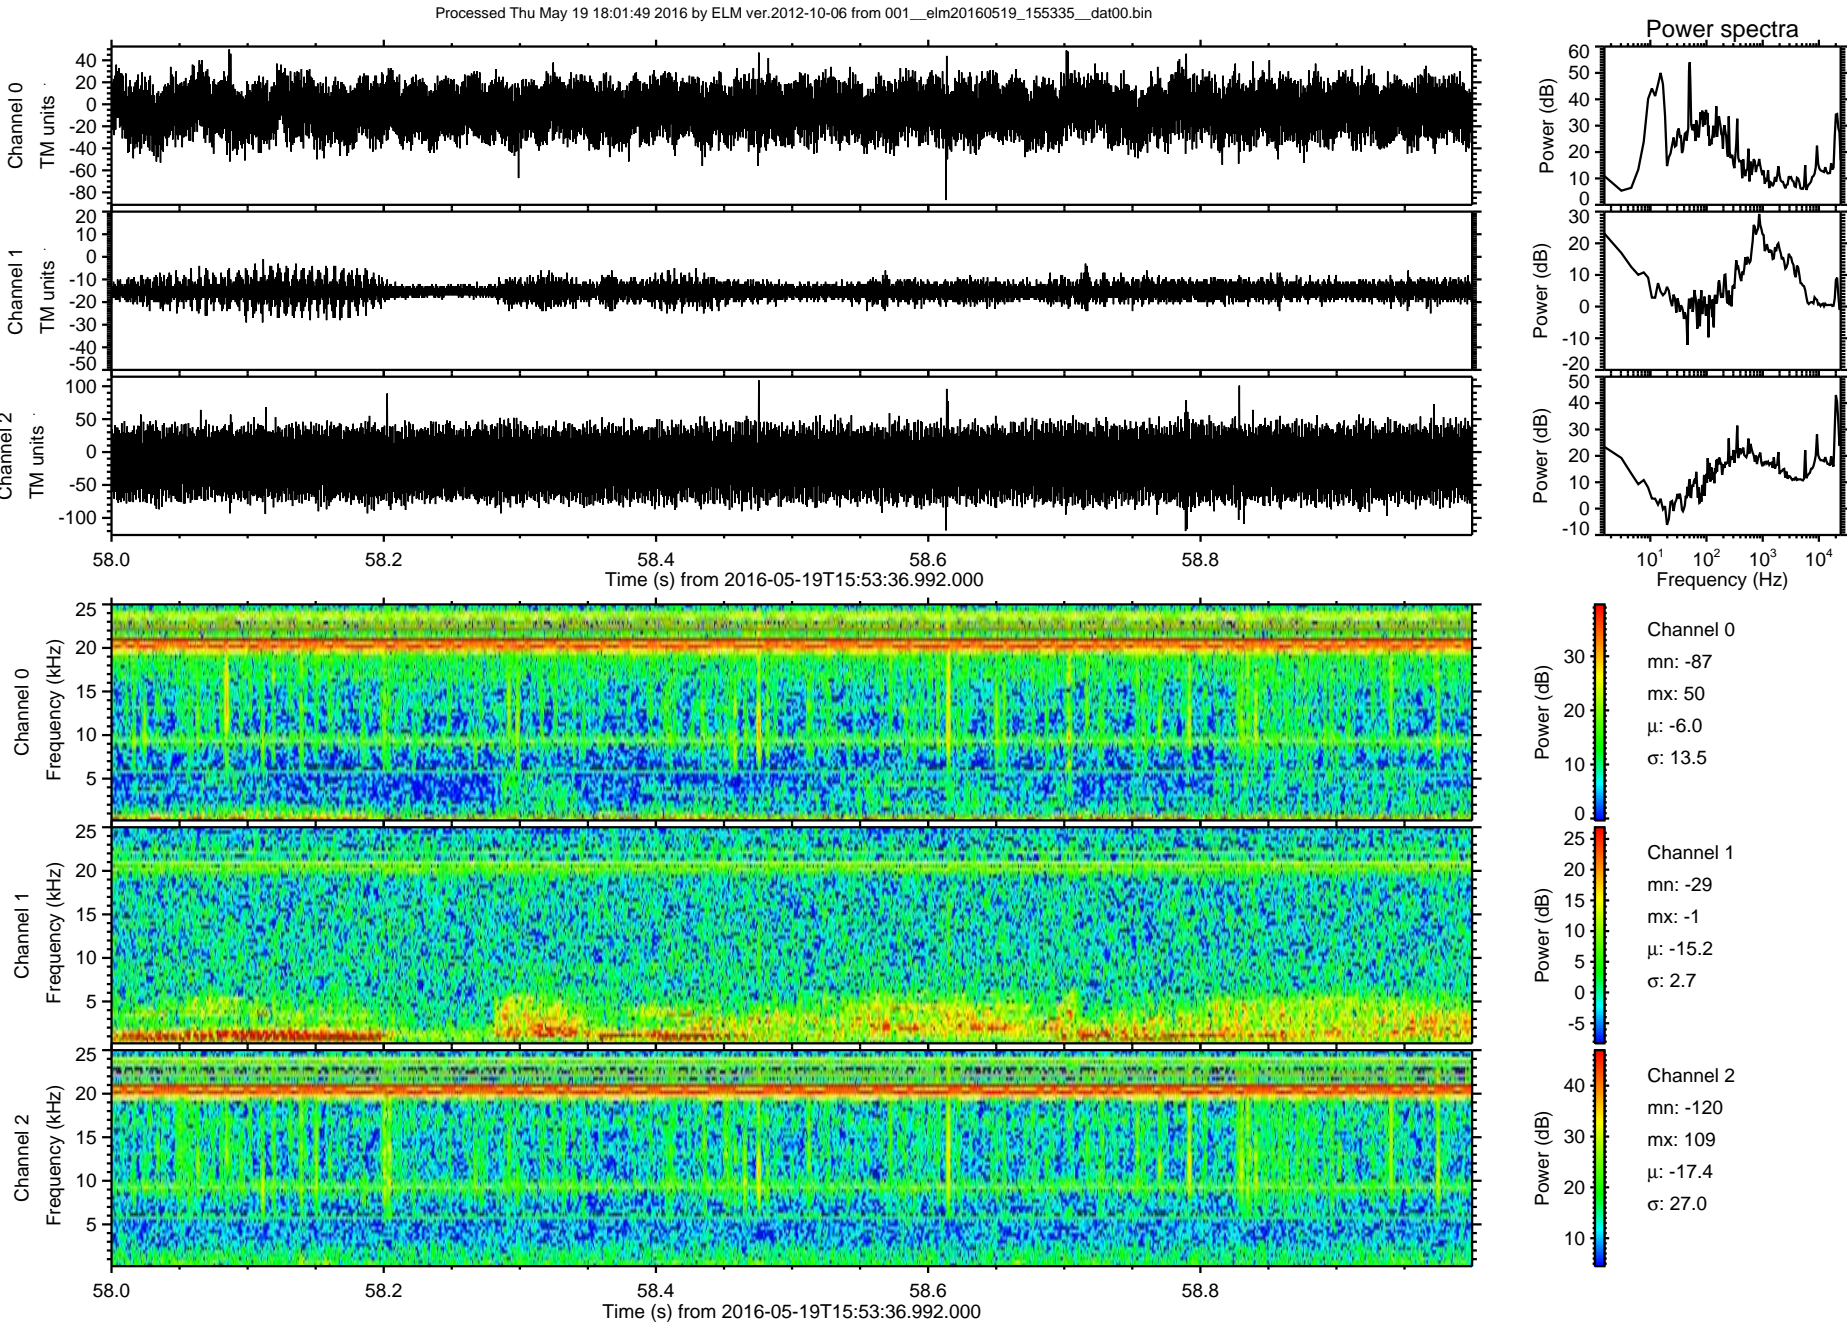 Processed Thu May 19 18:01:49 2016 by ELM ver.2012-10-06 from 001__elm20160519_155335__dat00.bin
Power spectra
Channel 0
TM units
40
20
0
-20
-40
-60
-80
Power (dB)
60
50
40
30
20
10
0
Channel 1
TM units
20
10
0
-10
-20
-30
-40
-50
Power (dB)
30
20
10
0
-10
-20
Channel 2
TM units
100
50
0
-50
-100
Power (dB)
50
40
30
20
10
0
-10
58.0 58.2 58.4 58.6 58.8
Time (s) from 2016-05-19T15:53:36.992.000
10¹ 10² 10³ 10⁴
Frequency (Hz)
Channel 0
Frequency (kHz)
25
20
15
10
5
Power (dB)
30
20
10
0
Channel 0
mn: -87
mx: 50
μ: -6.0
σ: 13.5
Channel 1
Frequency (kHz)
25
20
15
10
5
Power (dB)
25
20
15
10
5
0
-5
Channel 1
mn: -29
mx: -1
μ: -15.2
σ: 2.7
Channel 2
Frequency (kHz)
25
20
15
10
5
Power (dB)
40
30
20
10
Channel 2
mn: -120
mx: 109
μ: -17.4
σ: 27.0
58.0 58.2 58.4 58.6 58.8
Time (s) from 2016-05-19T15:53:36.992.000